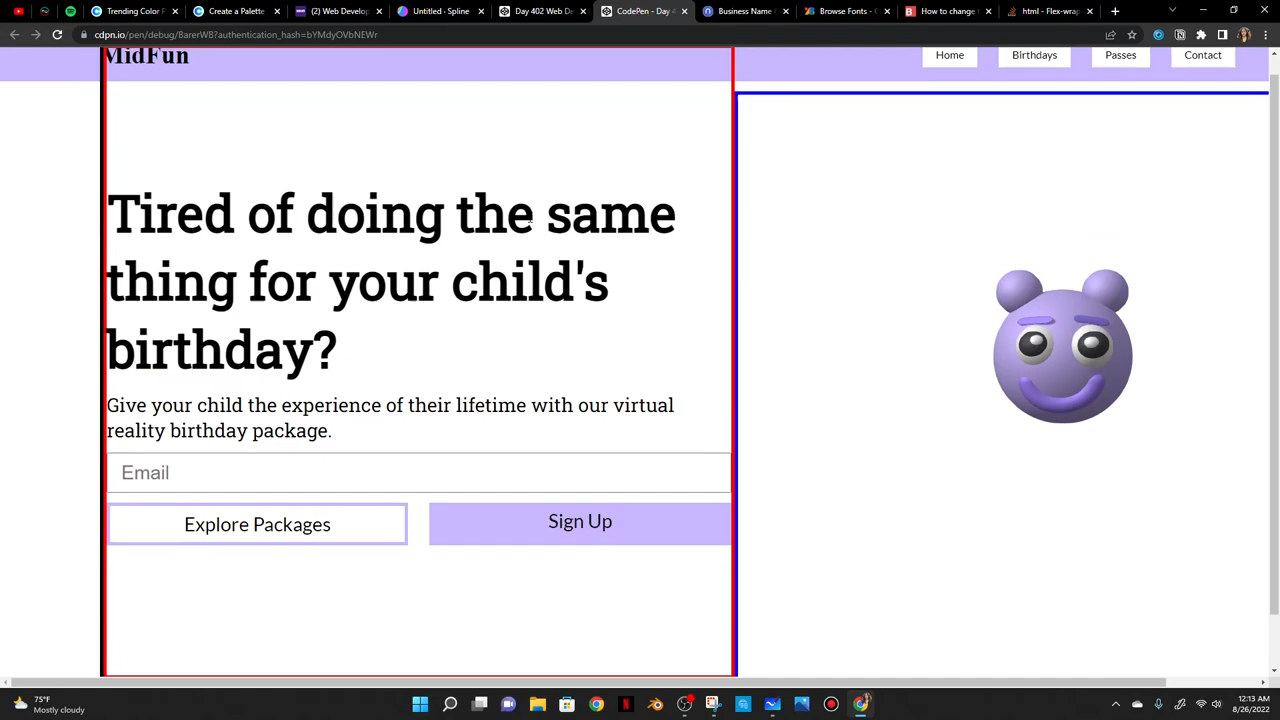 Trending Color P
Create a Palette
(2) Web Develo
Untitled · Spline
Day 402 Web De
CodePen - Day 4
Business Name G
Browse Fonts - G
How to change t
html - Flex-wrap
cdpn.io/pen/debug/BarerWB?authentication_hash=bYMdyOVbNEWr
MidFun
Home
Birthdays
Passes
Contact
Tired of doing the same
thing for your child's
birthday?
Give your child the experience of their lifetime with our virtual
reality birthday package.
Email
Explore Packages
Sign Up
75°F
Mostly cloudy
12:13 AM
8/26/2022